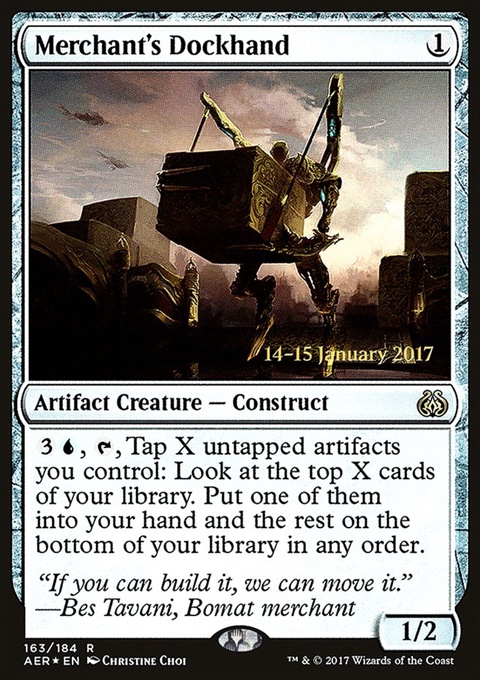 Merchant's Dockhand 1
14–15 January 2017
Artifact Creature — Construct
3 , , Tap X untapped artifacts
you control: Look at the top X cards
of your library. Put one of them
into your hand and the rest on the
bottom of your library in any order.
“If you can build it, we can move it.”
—Bes Tavani, Bomat merchant
1/2
163/184 R
AER★EN Christine Choi
™ & © 2017 Wizards of the Coast